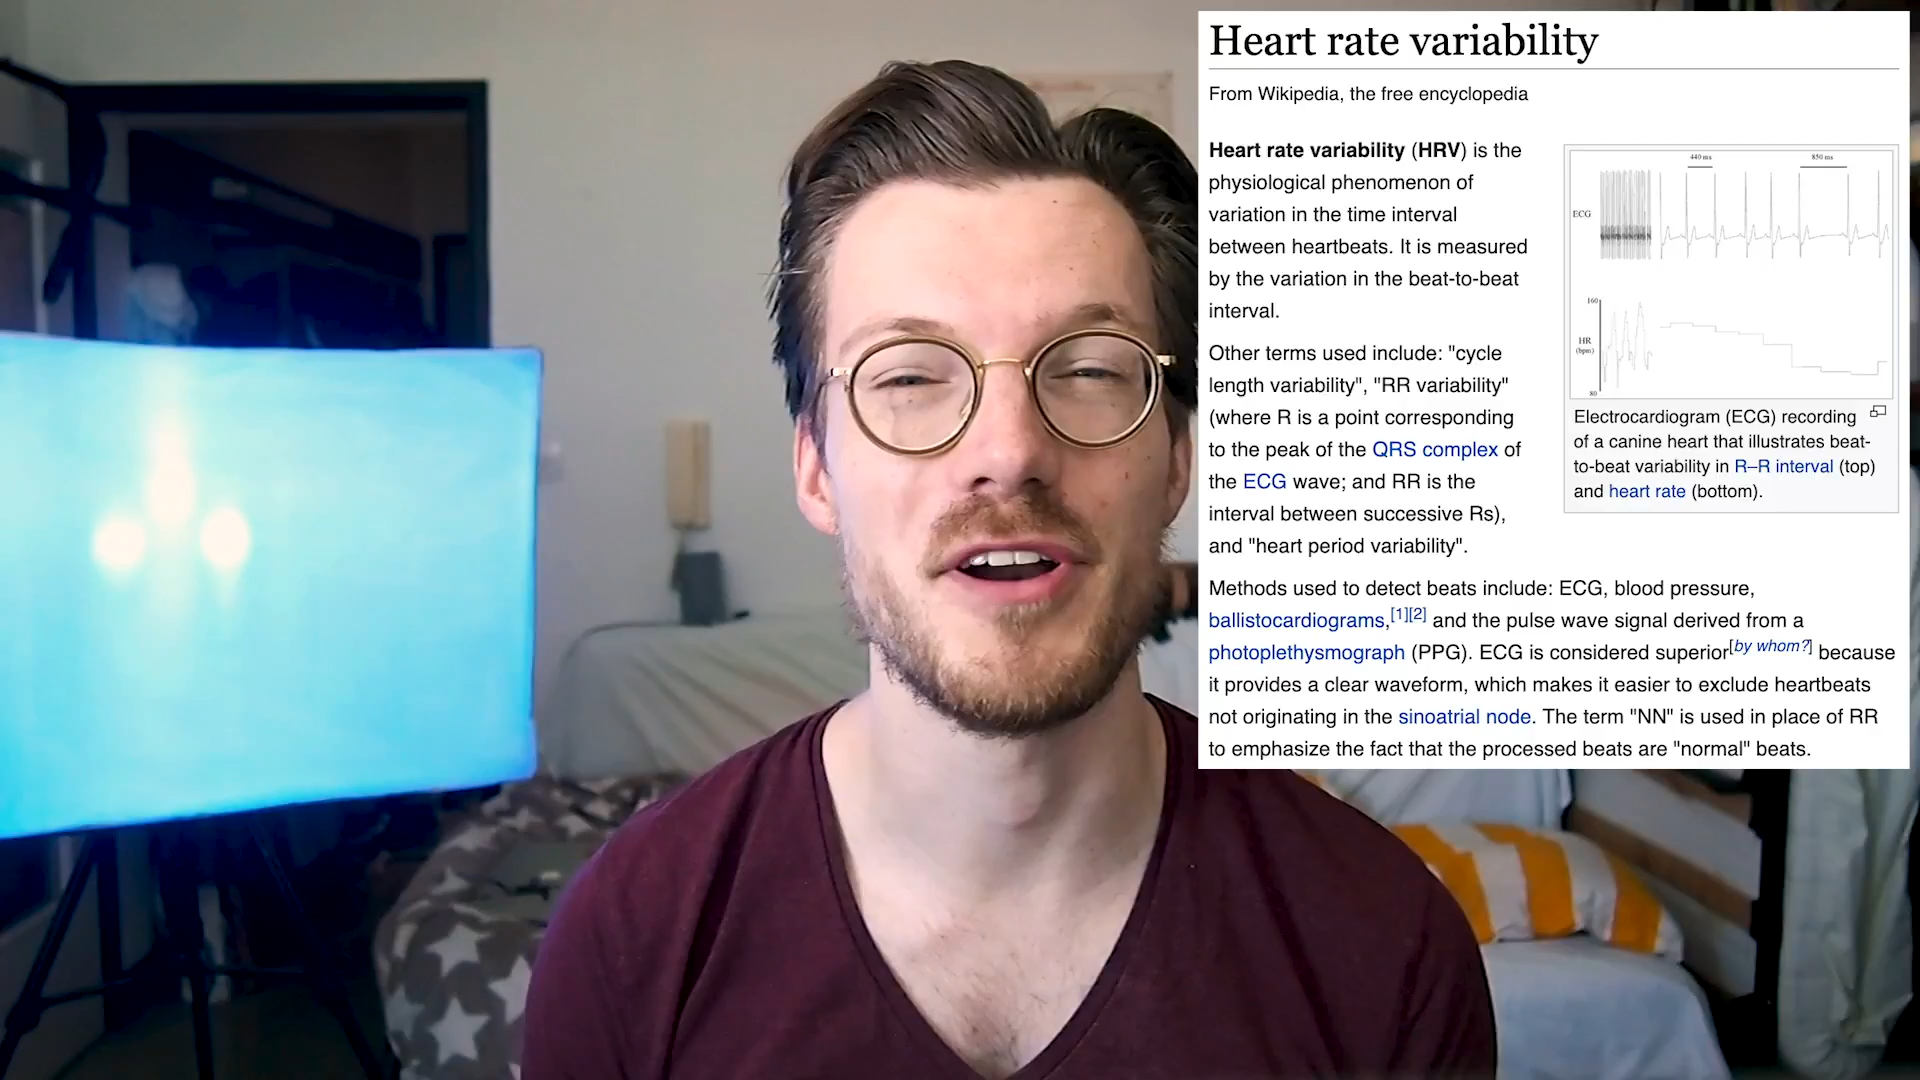 Heart rate variability
From Wikipedia, the free encyclopedia
Heart rate variability (HRV) is the
physiological phenomenon of
variation in the time interval
between heartbeats. It is measured
by the variation in the beat-to-beat
interval.
Other terms used include: "cycle
length variability", "RR variability"
(where R is a point corresponding
to the peak of the QRS complex of
the ECG wave; and RR is the
interval between successive Rs),
and "heart period variability".
440 ms
850 ms
ECG
160
HR
(bpm)
80
Electrocardiogram (ECG) recording
of a canine heart that illustrates beat-
to-beat variability in R–R interval (top)
and heart rate (bottom).
Methods used to detect beats include: ECG, blood pressure,
ballistocardiograms,[1][2] and the pulse wave signal derived from a
photoplethysmograph (PPG). ECG is considered superior[by whom?] because
it provides a clear waveform, which makes it easier to exclude heartbeats
not originating in the sinoatrial node. The term "NN" is used in place of RR
to emphasize the fact that the processed beats are "normal" beats.